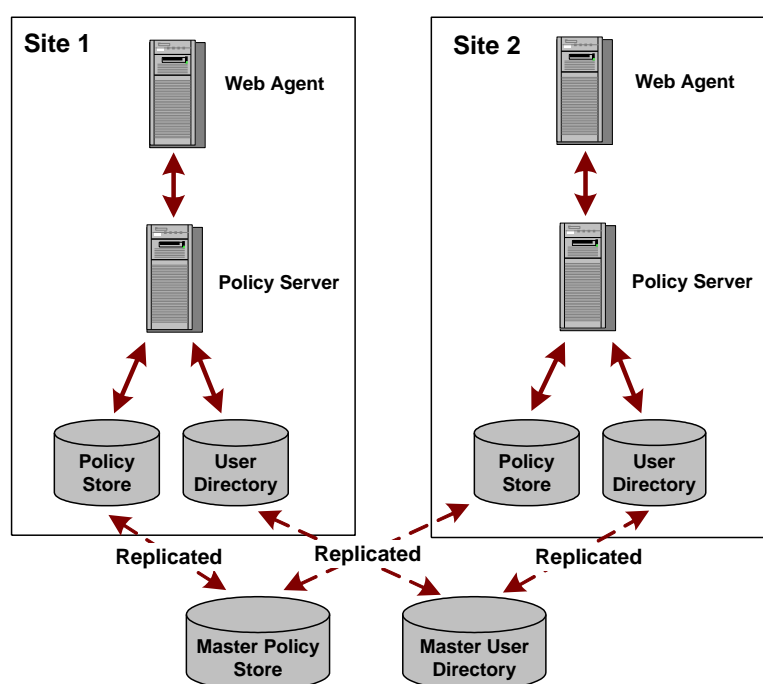 Site 1
Web Agent
Policy Server
Policy
Store
User
Directory
Site 2
Web Agent
Policy Server
Policy
Store
User
Directory
Replicated
Replicated
Replicated
Master Policy
Store
Master User
Directory